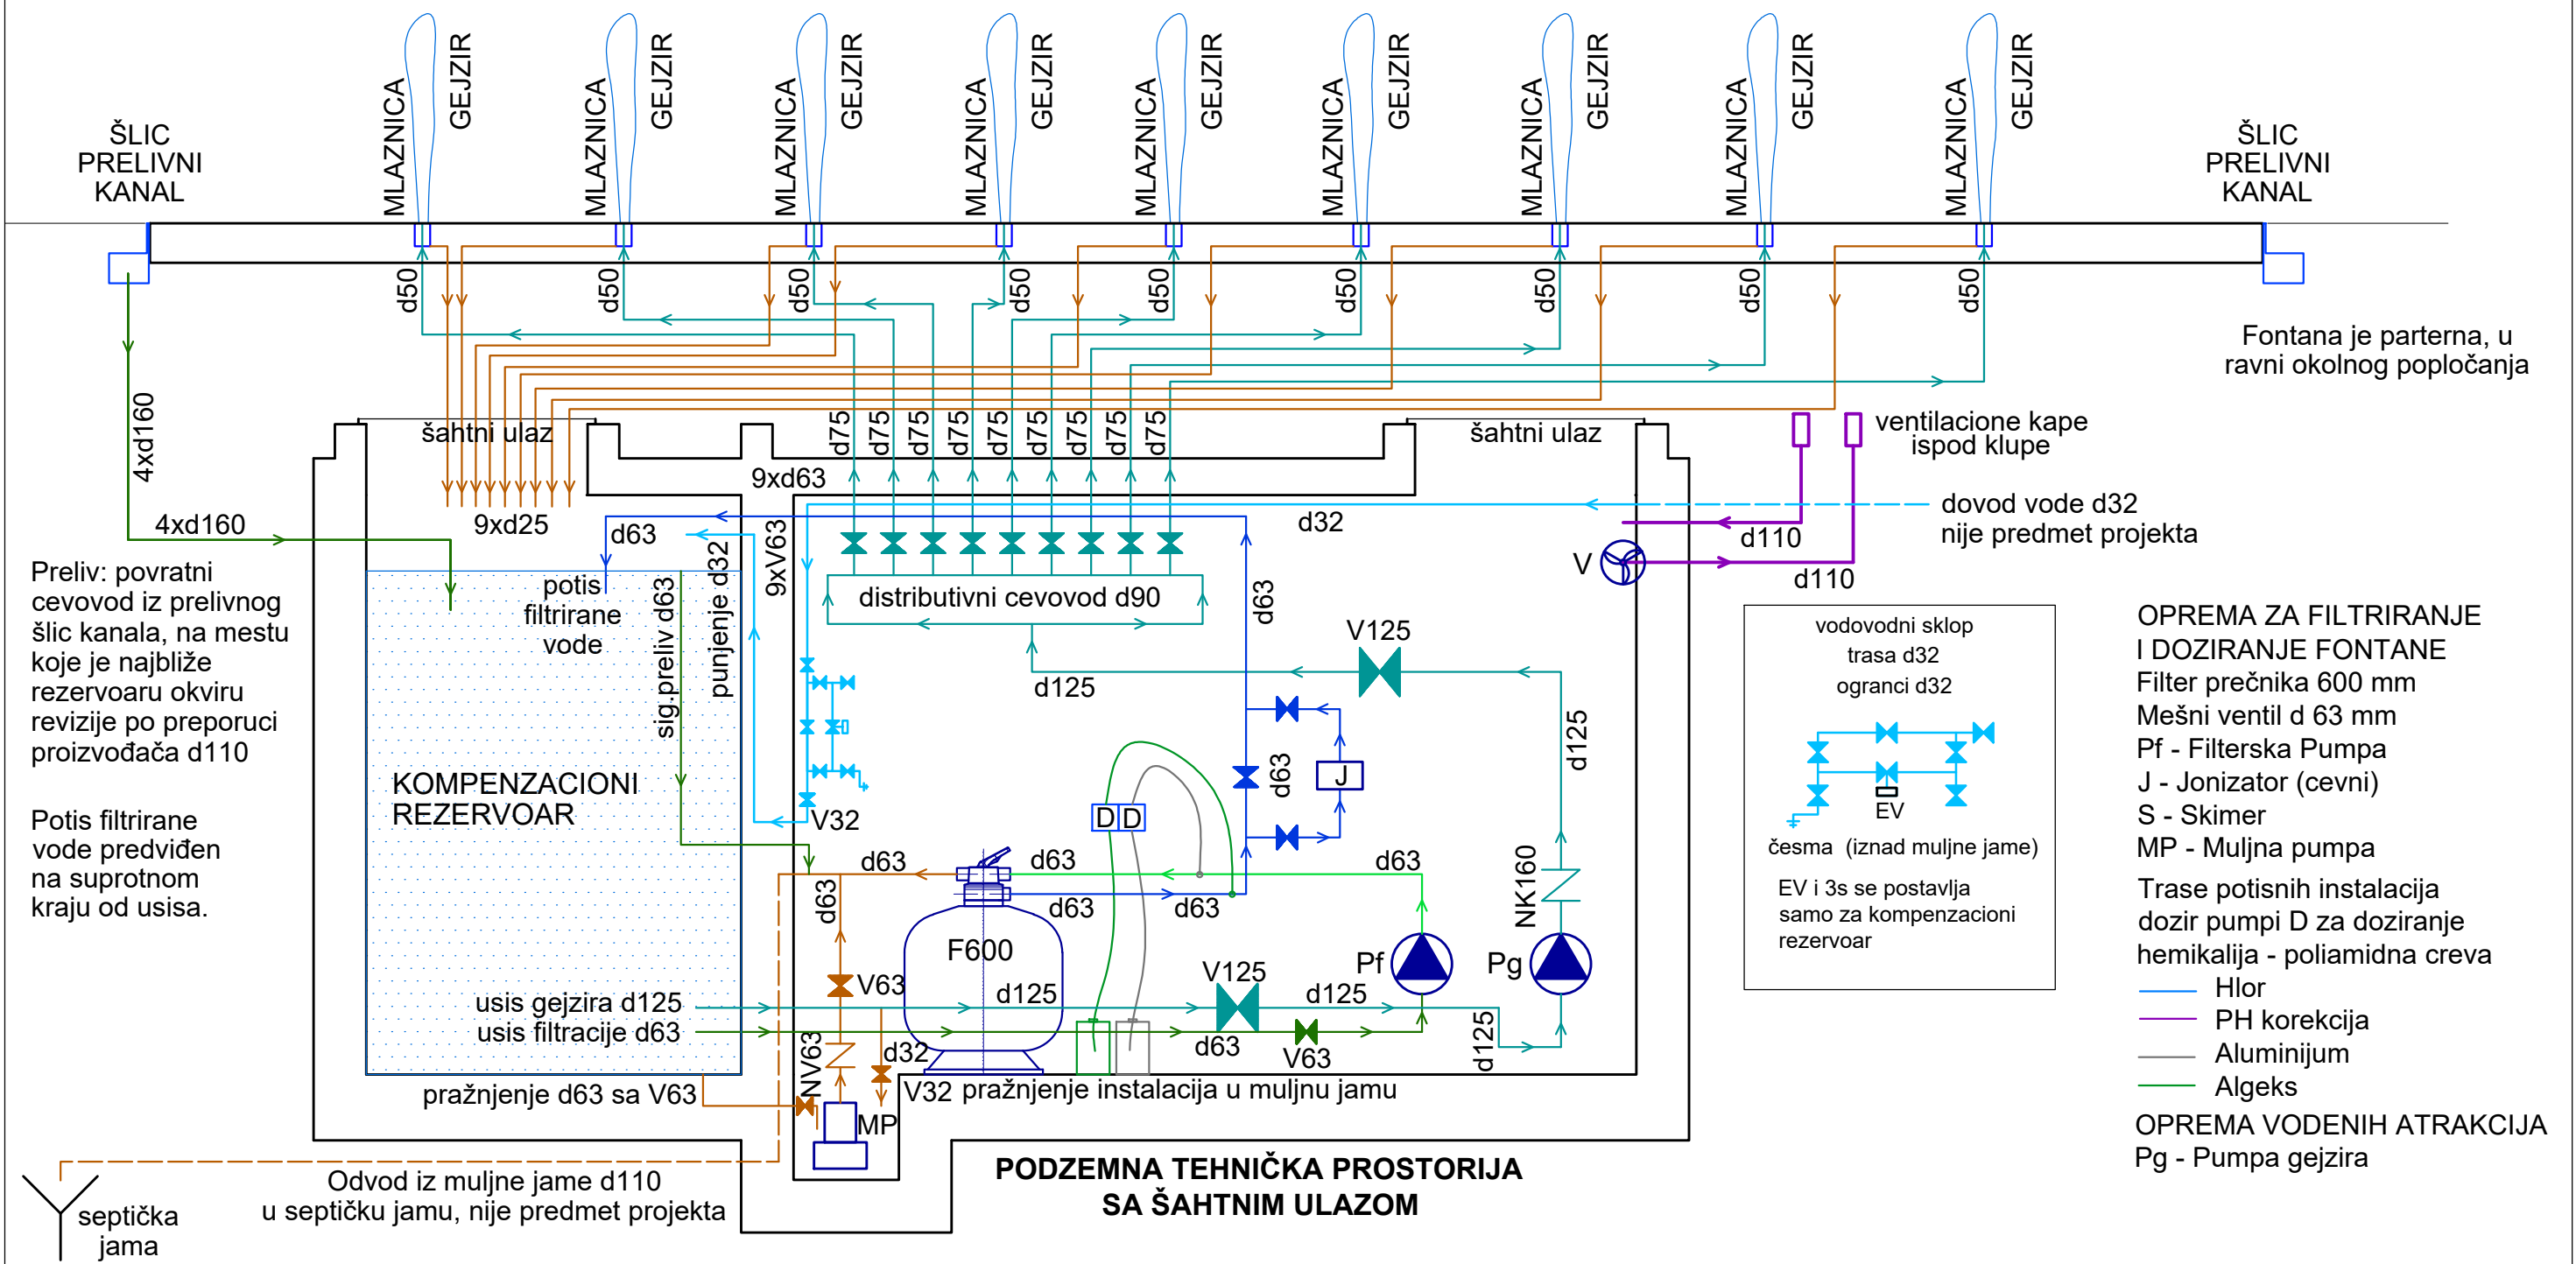 MLAZNICA
GEJZIR
MLAZNICA
GEJZIR
MLAZNICA
GEJZIR
MLAZNICA
GEJZIR
MLAZNICA
GEJZIR
MLAZNICA
GEJZIR
MLAZNICA
GEJZIR
MLAZNICA
GEJZIR
MLAZNICA
GEJZIR
ŠLIC
PRELIVNI
KANAL
ŠLIC
PRELIVNI
KANAL
d50
d50
d50
d50
d50
d50
d50
d50
d50
Fontana je parterna, u
ravni okolnog popločanja
4xd160
4xd160
šahtni ulaz
šahtni ulaz
d75
d75
d75
d75
d75
d75
d75
d75
d75
9xd63
9xd25
d63
d32
9xV63
ventilacione kape
ispod klupe
dovod vode d32
nije predmet projekta
d110
V
d110
Preliv: povratni
cevovod iz prelivnog
šlic kanala, na mestu
koje je najbliže
rezervoaru okviru
revizije po preporuci
proizvođača d110
Potis filtrirane
vode predviđen
na suprotnom
kraju od usisa.
potis
filtrirane
vode
sig.preliv d63
punjenje d32
distributivni cevovod d90
d63
V125
d125
d125
KOMPENZACIONI
REZERVOAR
V32
d63
J
D
D
d63
d63
d63
d63
d63
d63
F600
NK160
Pf
Pg
V63
V125
d125
d125
usis gejzira d125
usis filtracije d63
NV63
d32
d63
V63
d125
pražnjenje d63 sa V63
V32
pražnjenje instalacija u muljnu jamu
MP
Odvod iz muljne jame d110
u septičku jamu, nije predmet projekta
septička
jama
PODZEMNA TEHNIČKA PROSTORIJA
SA ŠAHTNIM ULAZOM
vodovodni sklop
trasa d32
ogranci d32
EV
česma (iznad muljne jame)
EV i 3s se postavlja
samo za kompenzacioni
rezervoar
OPREMA ZA FILTRIRANJE
I DOZIRANJE FONTANE
Filter prečnika 600 mm
Mešni ventil d 63 mm
Pf - Filterska Pumpa
J - Jonizator (cevni)
S - Skimer
MP - Muljna pumpa
Trase potisnih instalacija
dozir pumpi D za doziranje
hemikalija - poliamidna creva
Hlor
PH korekcija
Aluminijum
Algeks
OPREMA VODENIH ATRAKCIJA
Pg - Pumpa gejzira